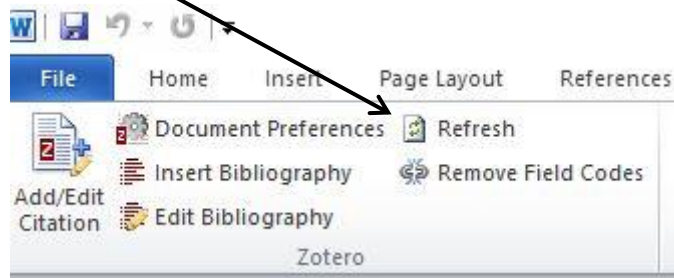 W
File Home Insert Page Layout References
Z Document Preferences Refresh
Insert Bibliography Remove Field Codes
Add/Edit
Citation Edit Bibliography
Zotero